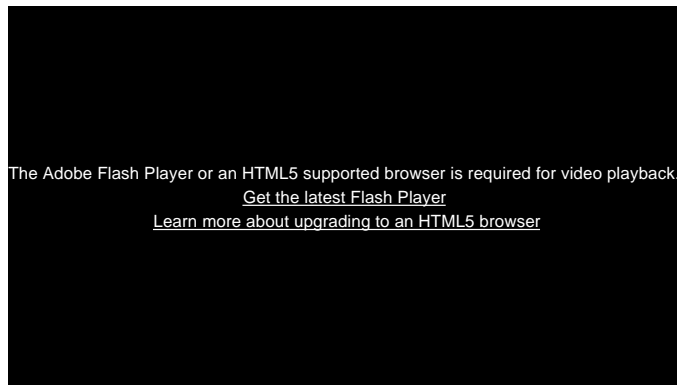 The Adobe Flash Player or an HTML5 supported browser is required for video playback.
Get the latest Flash Player
Learn more about upgrading to an HTML5 browser